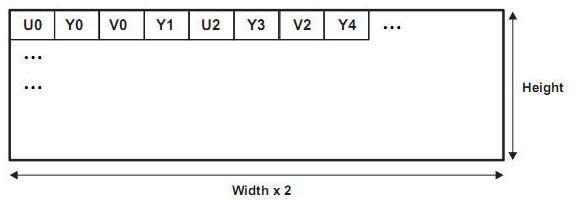 U0 Y0 V0 Y1 U2 Y3 V2 Y4 ...
...
...
Height
Width x 2